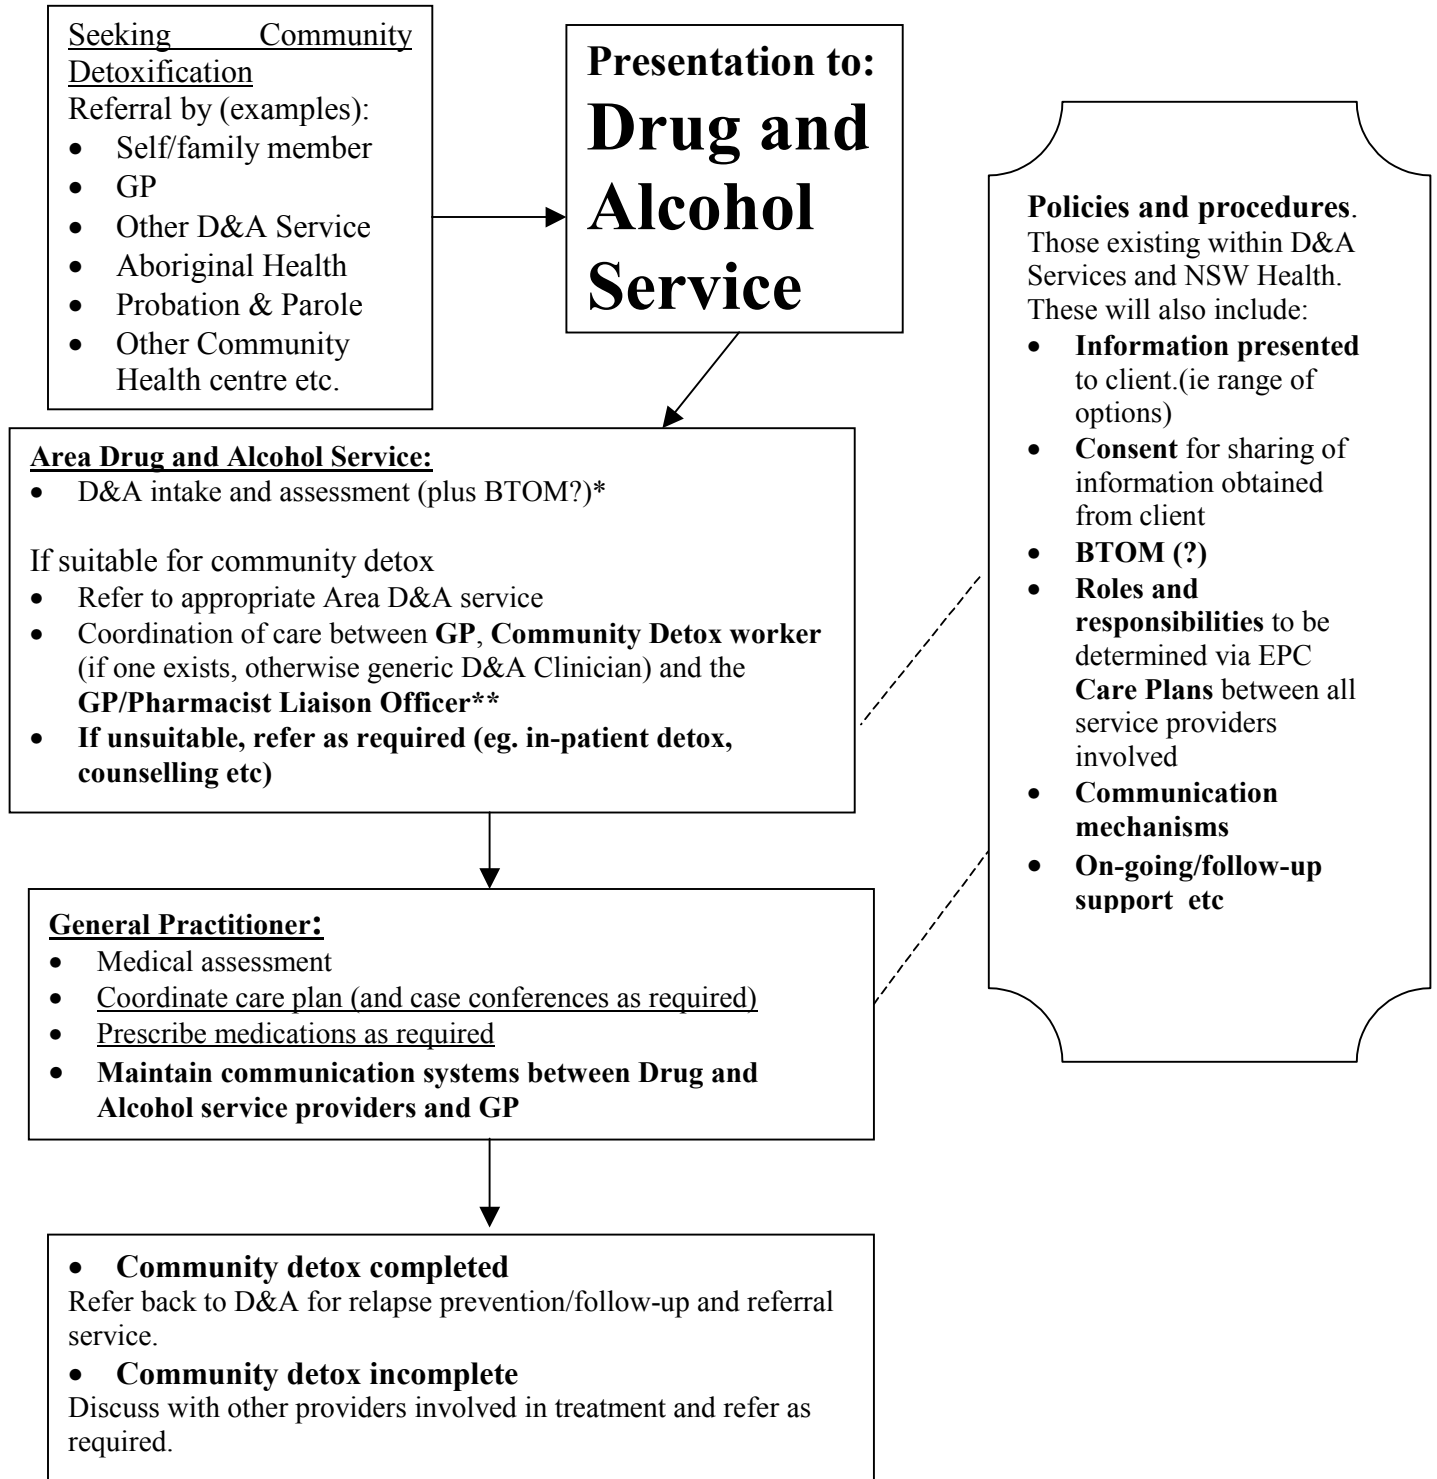 Seeking Community
Detoxification
Referral by (examples):
• Self/family member
• GP
• Other D&A Service
• Aboriginal Health
• Probation & Parole
• Other Community
Health centre etc.
Presentation to:
Drug and
Alcohol
Service
Area Drug and Alcohol Service:
• D&A intake and assessment (plus BTOM?)*
If suitable for community detox
• Refer to appropriate Area D&A service
• Coordination of care between GP, Community Detox worker
(if one exists, otherwise generic D&A Clinician) and the
GP/Pharmacist Liaison Officer**
• If unsuitable, refer as required (eg. in-patient detox,
counselling etc)
General Practitioner:
• Medical assessment
• Coordinate care plan (and case conferences as required)
• Prescribe medications as required
• Maintain communication systems between Drug and
Alcohol service providers and GP
• Community detox completed
Refer back to D&A for relapse prevention/follow-up and referral
service.
• Community detox incomplete
Discuss with other providers involved in treatment and refer as
required.
Policies and procedures.
Those existing within D&A
Services and NSW Health.
These will also include:
• Information presented
to client.(ie range of
options)
• Consent for sharing of
information obtained
from client
• BTOM (?)
• Roles and
responsibilities to be
determined via EPC
Care Plans between all
service providers
involved
• Communication
mechanisms
• On-going/follow-up
support etc